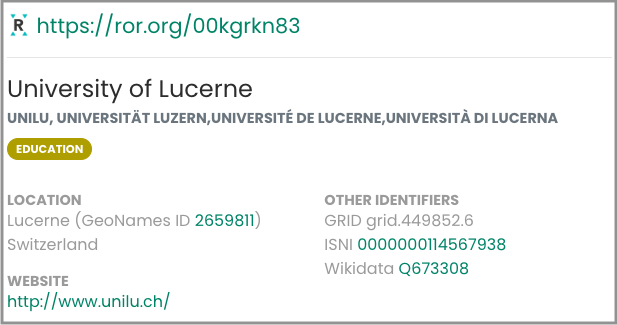 R https://ror.org/00kgrkn83
University of Lucerne
UNILU, UNIVERSITÄT LUZERN,UNIVERSITÉ DE LUCERNE,UNIVERSITÀ DI LUCERNA
EDUCATION
LOCATION
Lucerne (GeoNames ID 2659811)
Switzerland
WEBSITE
http://www.unilu.ch/
OTHER IDENTIFIERS
GRID grid.449852.6
ISNI 0000000114567938
Wikidata Q673308